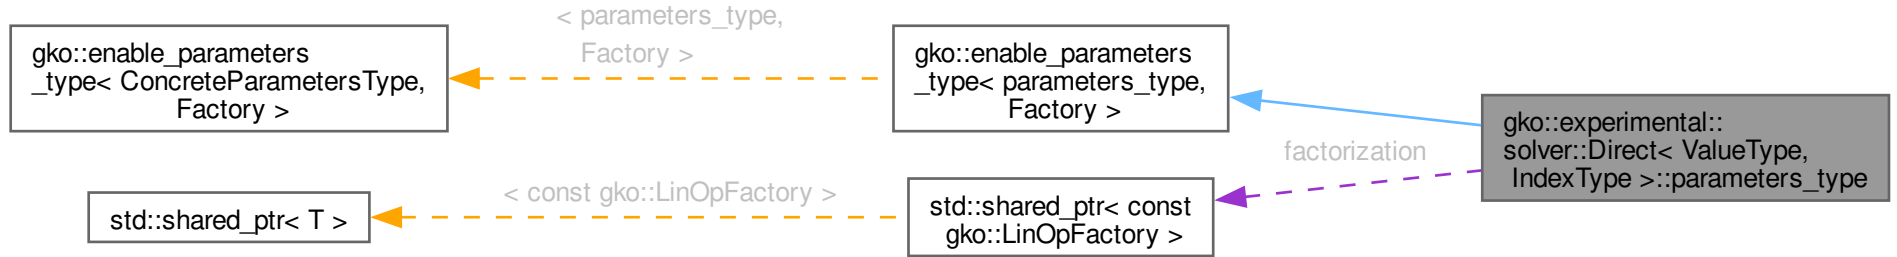 gko::enable_parameters
_type< ConcreteParametersType,
Factory >
< parameters_type,
Factory >
gko::enable_parameters
_type< parameters_type,
Factory >
gko::experimental::
solver::Direct< ValueType,
IndexType >::parameters_type
factorization
std::shared_ptr< T >
< const gko::LinOpFactory >
std::shared_ptr< const
gko::LinOpFactory >